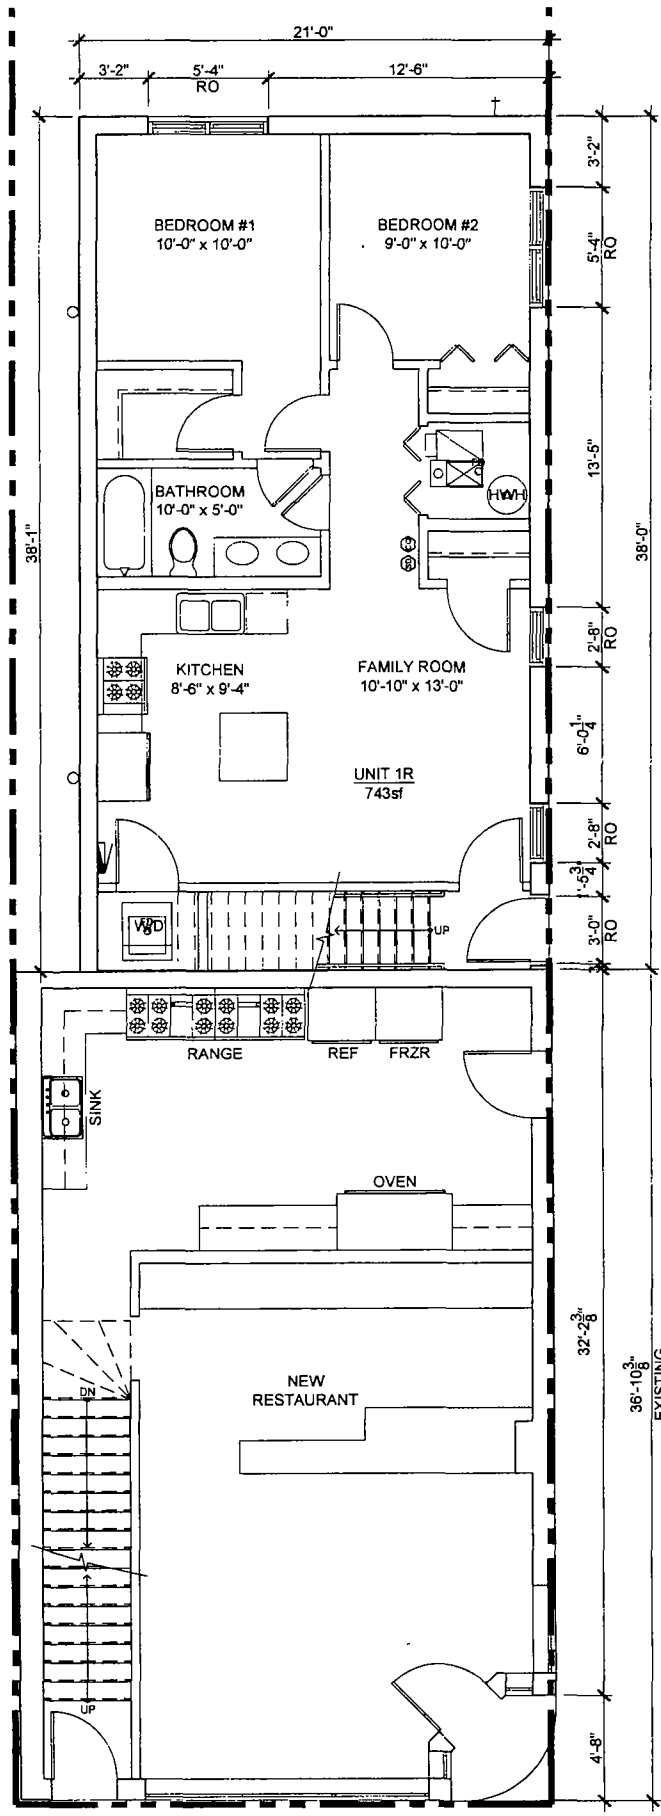 21'-0"
3'-2"
5'-4"
RO
12'-6"
3'-2"
BEDROOM #1
10'-0" x 10'-0"
BEDROOM #2
9'-0" x 10'-0"
5'-4"
RO
13'-5"
BATHROOM
10'-0" x 5'-0"
HWH
38'-1"
38'-0"
CO
SD
2'-8"
RO
KITCHEN
8'-6" x 9'-4"
FAMILY ROOM
10'-10" x 13'-0"
6'-0 1/4"
UNIT 1R
743sf
2'-8"
RO
1'-5 3/4"
W/D
UP
3'-0"
RO
3"
RANGE
REF
FRZR
SINK
OVEN
32'-2 3/8"
36'-10 3/8"
EXISTING
NEW
RESTAURANT
DN
UP
4'-8"